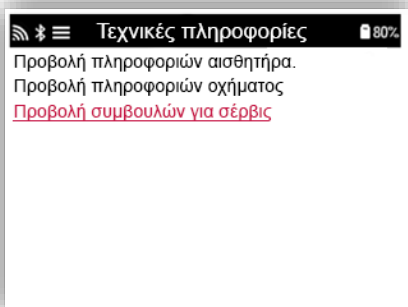 Τεχνικές πληροφορίες 80%
Προβολή πληροφοριών αισθητήρα.
Προβολή πληροφοριών οχήματος
Προβολή συμβουλών για σέρβις